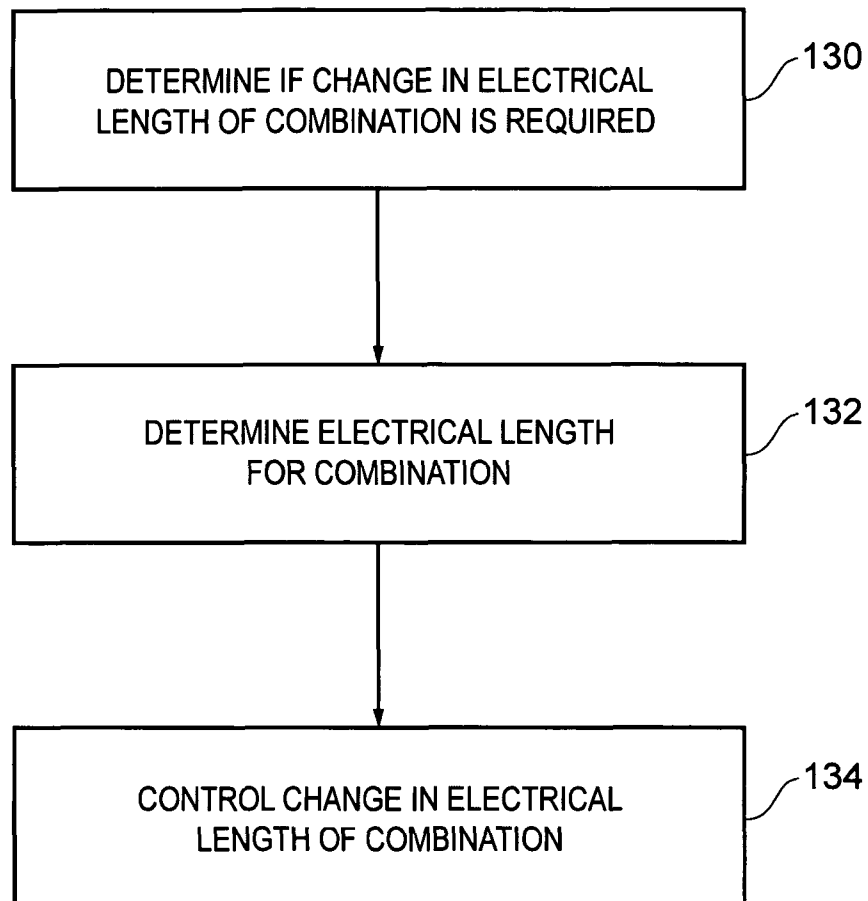 DETERMINE IF CHANGE IN ELECTRICAL
LENGTH OF COMBINATION IS REQUIRED
130
DETERMINE ELECTRICAL LENGTH
FOR COMBINATION
132
CONTROL CHANGE IN ELECTRICAL
LENGTH OF COMBINATION
134